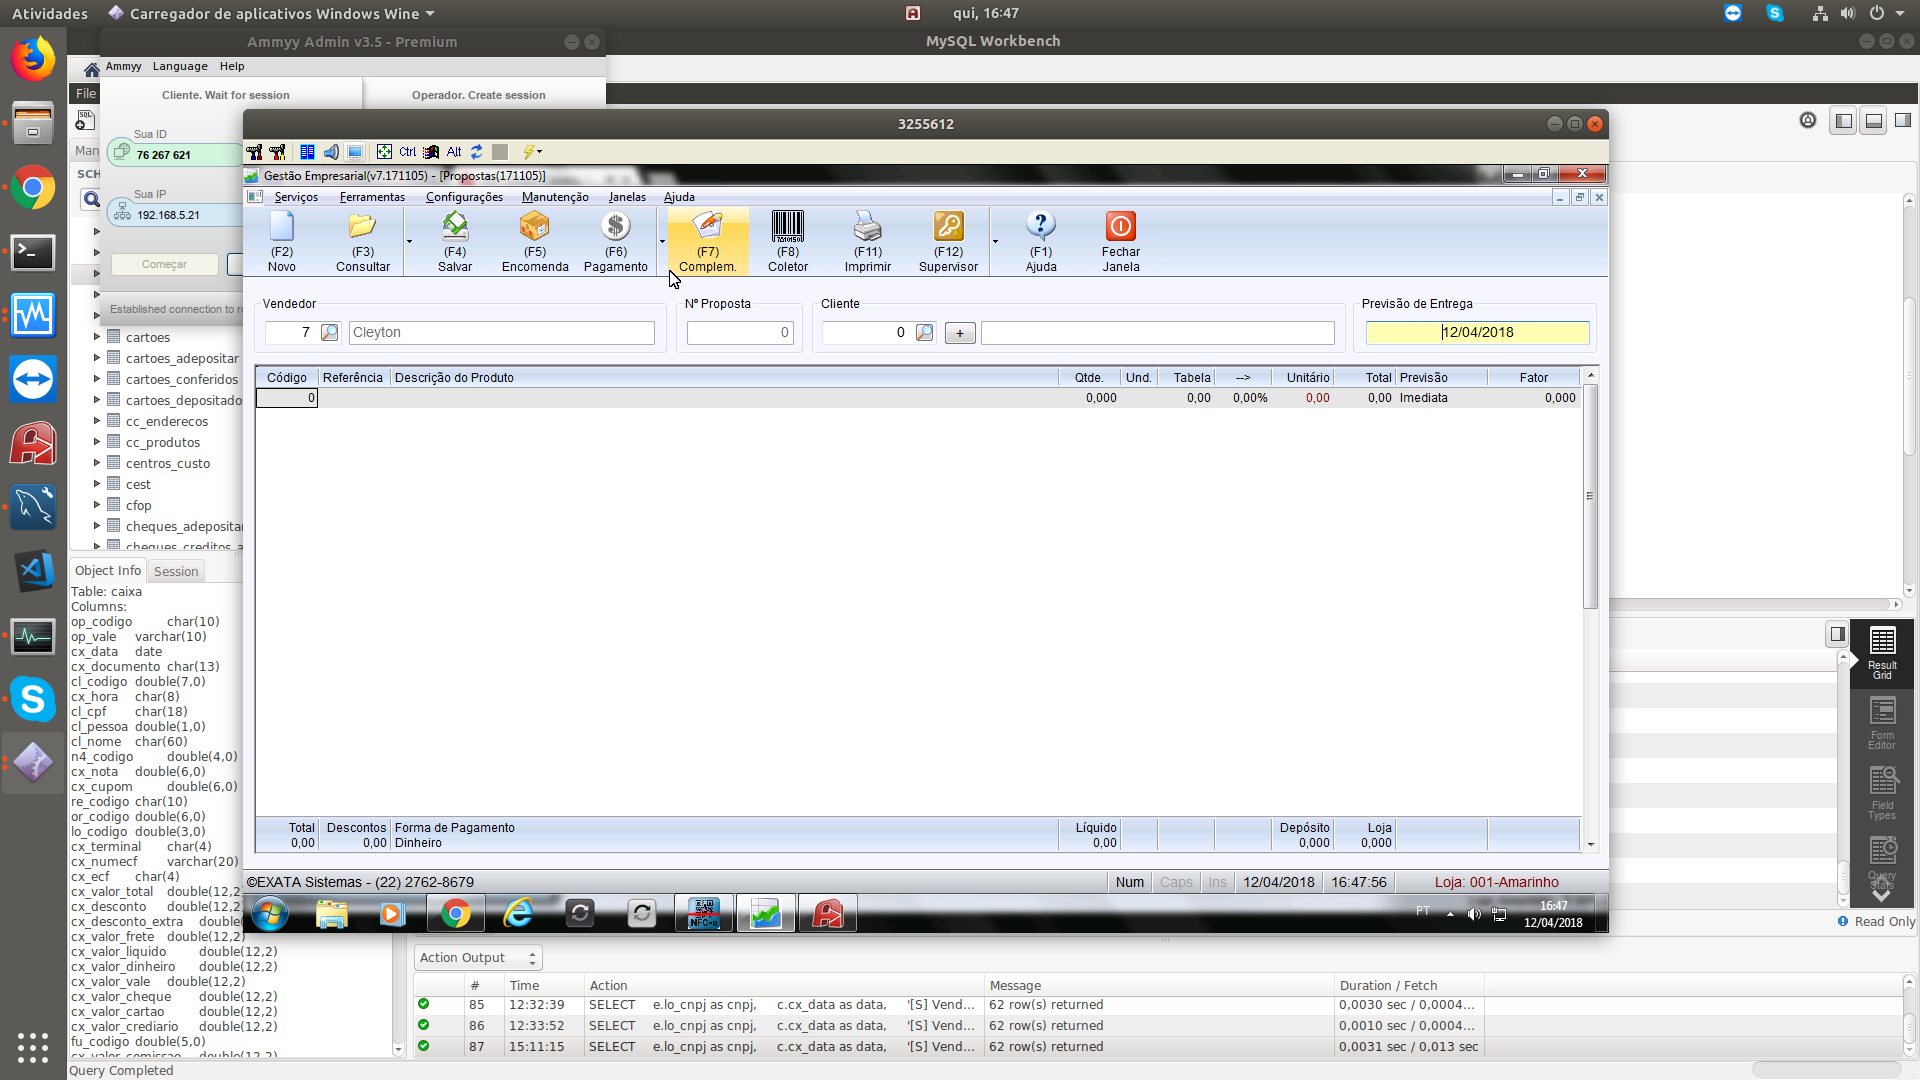 Atividades
Carregador de aplicativos Windows Wine
qui, 16:47
Ammyy Admin v3.5 - Premium
MySQL Workbench
Ammyy Language Help
File
Cliente. Wait for session
Operador. Create session
Sua ID
76 267 621
Sua IP
192.168.5.21
Começar
Established connection to re
Man
SCH
3255612
Ctrl
Alt
Gestão Empresarial(v7.171105) - [Propostas(171105)]
Serviços Ferramentas Configurações Manutenção Janelas Ajuda
(F2) Novo
(F3) Consultar
(F4) Salvar
(F5) Encomenda
(F6) Pagamento
(F7) Complem.
(F8) Coletor
(F11) Imprimir
(F12) Supervisor
(F1) Ajuda
Fechar Janela
Vendedor
7
Cleyton
Nº Proposta
0
Cliente
0
+
Previsão de Entrega
12/04/2018
Código Referência Descrição do Produto Qtde. Und. Tabela --> Unitário Total Previsão Fator
0 0,000 0,00 0,00% 0,00 0,00 Imediata 0,000
Total Descontos Forma de Pagamento Líquido Depósito Loja
0,00 0,00 Dinheiro 0,00 0,000 0,000
©EXATA Sistemas - (22) 2762-8679
Num Caps Ins 12/04/2018 16:47:56 Loja: 001-Amarinho
NFC-e
PT
16:47
12/04/2018
cartoes
cartoes_adepositar
cartoes_conferidos
cartoes_depositados
cc_enderecos
cc_produtos
centros_custo
cest
cfop
cheques_adepositar
cheques_creditos_a
Object Info Session
Table: caixa
Columns:
op_codigo char(10)
op_vale varchar(10)
cx_data date
cx_documento char(13)
cl_codigo double(7,0)
cx_hora char(8)
cl_cpf char(18)
cl_pessoa double(1,0)
cl_nome char(60)
n4_codigo double(4,0)
cx_nota double(6,0)
cx_cupom double(6,0)
re_codigo char(10)
or_codigo double(6,0)
lo_codigo double(3,0)
cx_terminal char(4)
cx_numecf varchar(20)
cx_ecf char(4)
cx_valor_total double(12,2)
cx_desconto double(12,2)
cx_desconto_extra double(
cx_valor_frete double(12,2)
cx_valor_liquido double(12,2)
cx_valor_dinheiro double(12,2)
cx_valor_vale double(12,2)
cx_valor_cheque double(12,2)
cx_valor_cartao double(12,2)
cx_valor_crediario double(12,2)
fu_codigo double(5,0)
cx_valor_comissao double(12,2)
Query Completed
Result Grid
Form Editor
Field Types
Query Stats
Read Only
Action Output
# Time Action Message Duration / Fetch
85 12:32:39 SELECT e.lo_cnpj as cnpj, c.cx_data as data, '[S] Vend... 62 row(s) returned 0,0030 sec / 0,0004...
86 12:33:52 SELECT e.lo_cnpj as cnpj, c.cx_data as data, '[S] Vend... 62 row(s) returned 0,0010 sec / 0,0004...
87 15:11:15 SELECT e.lo_cnpj as cnpj, c.cx_data as data, '[S] Vend... 62 row(s) returned 0,0031 sec / 0,013 sec